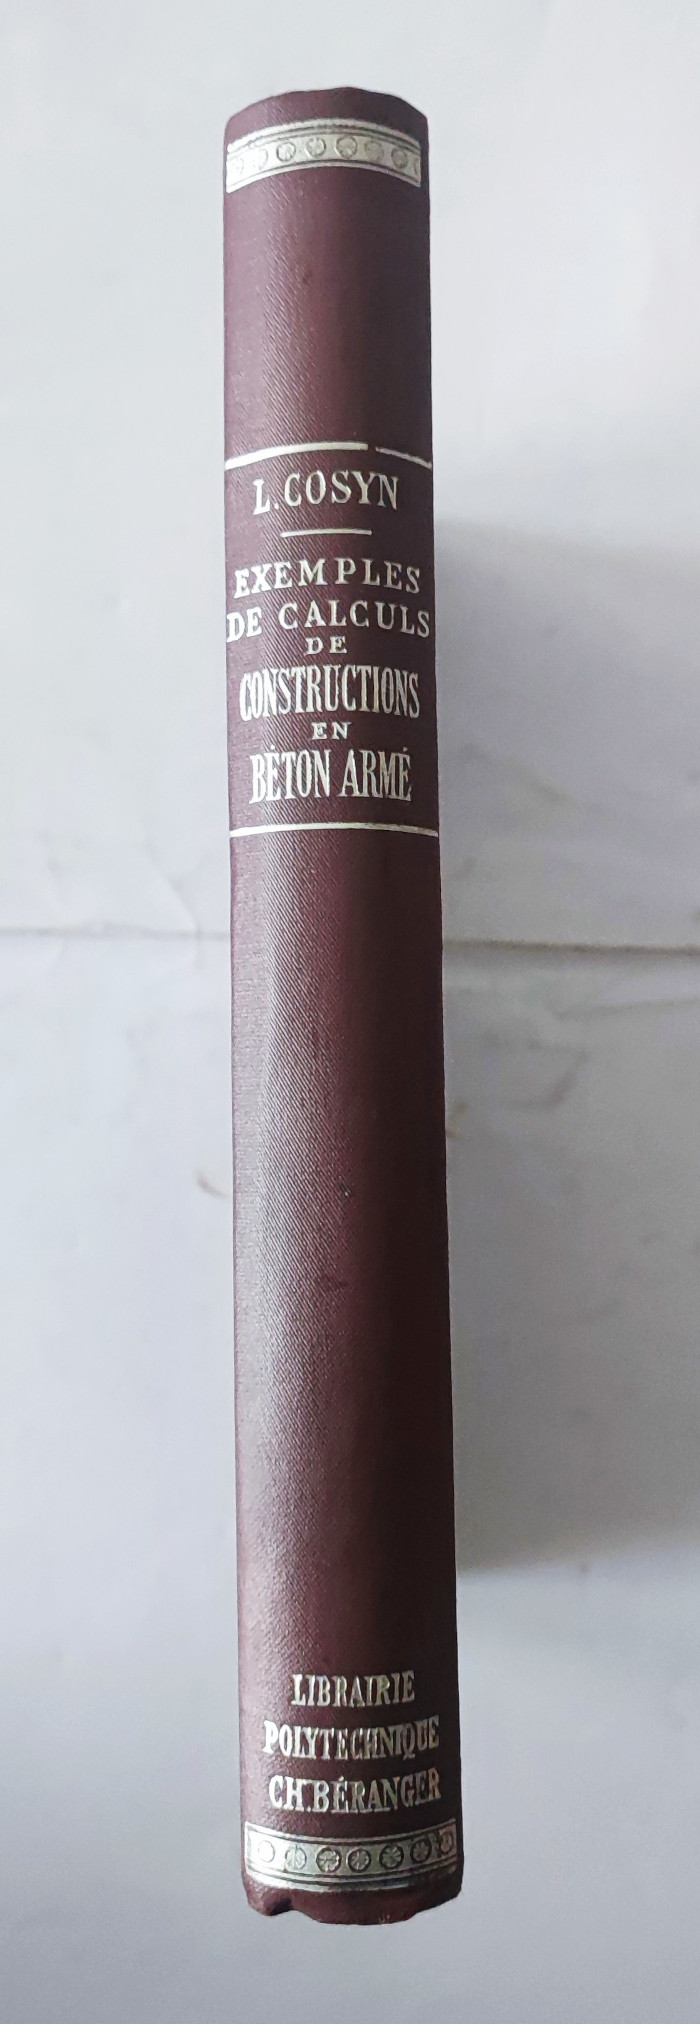 L. COSYN
EXEMPLES
DE CALCULS
DE
CONSTRUCTIONS
EN
BÉTON ARMÉ
LIBRAIRIE
POLYTECHNIQUE
CH. BÉRANGER